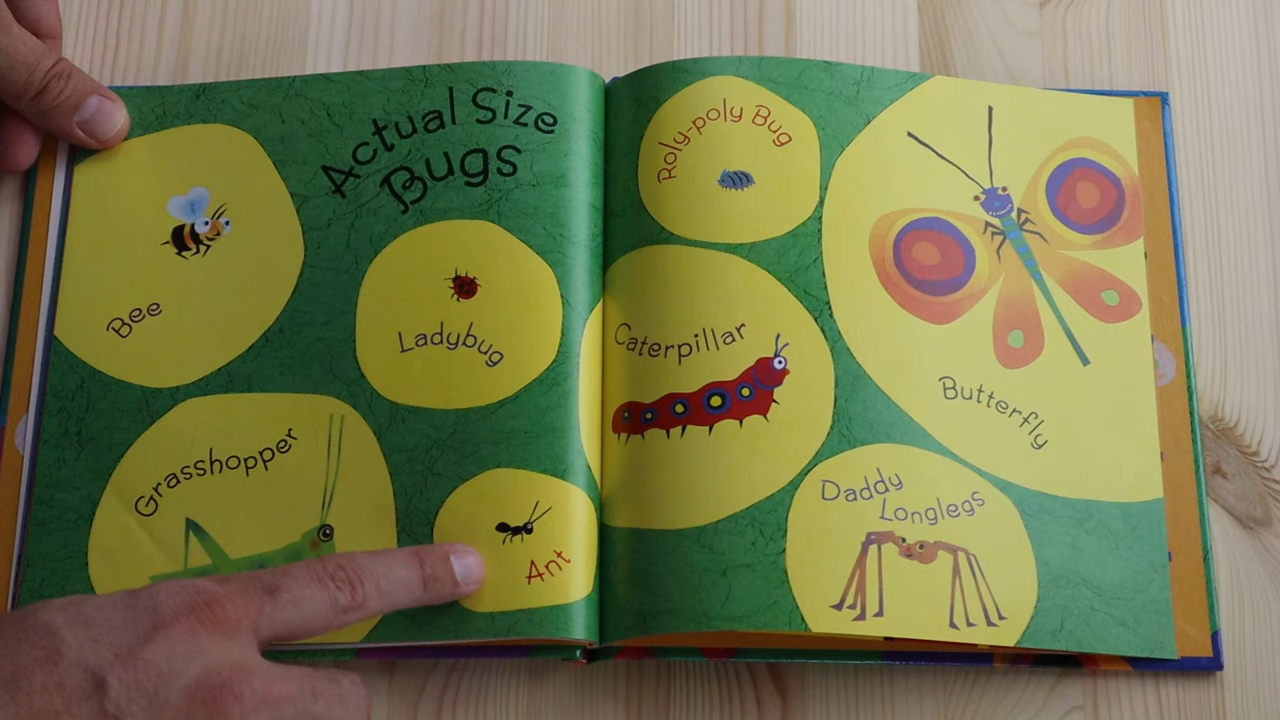 Actual Size
Bugs
Bee
Ladybug
Grasshopper
Ant
Roly-poly Bug
Caterpillar
Butterfly
Daddy
Longlegs